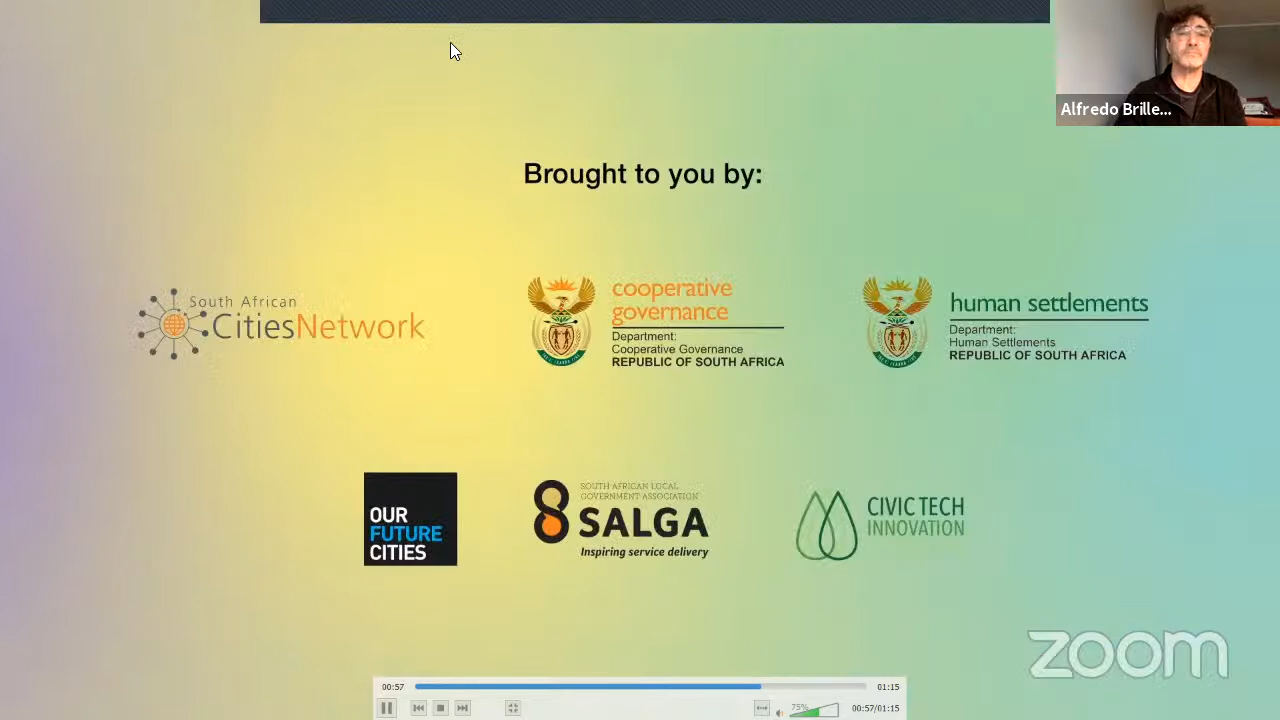 Alfredo Brille...
Brought to you by:
South African
CitiesNetwork
cooperative
governance
Department:
Cooperative Governance
REPUBLIC OF SOUTH AFRICA
human settlements
Department:
Human Settlements
REPUBLIC OF SOUTH AFRICA
OUR
FUTURE
CITIES
SOUTH AFRICAN LOCAL
GOVERNMENT ASSOCIATION
SALGA
Inspiring service delivery
CIVIC TECH
INNOVATION
zoom
00:57
01:15
75%
00:57/01:15